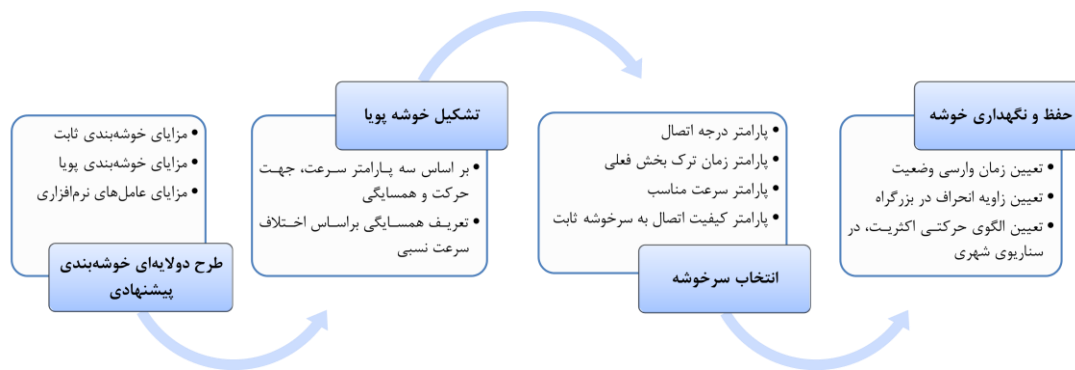 • مزایای خوشه‌بندی ثابت
• مزایای خوشه‌بندی پویا
• مزایای عامل‌های نرم‌افزاری
طرح دولایه‌ای خوشه‌بندی
پیشنهادی
تشکیل خوشه پویا
• بر اساس سه پارامتر سرعت، جهت
حرکت و همسایگی
• تعریف همسایگی براساس اختلاف
سرعت نسبی
• پارامتر درجه اتصال
• پارامتر زمان ترک بخش فعلی
• پارامتر سرعت مناسب
• پارامتر کیفیت اتصال به سرخوشه ثابت
انتخاب سرخوشه
حفظ و نگهداری خوشه
• تعیین زمان وارسی وضعیت
• تعیین زاویه انحراف در بزرگراه
• تعیین الگوی حرکتی اکثریت، در
سناریوی شهری